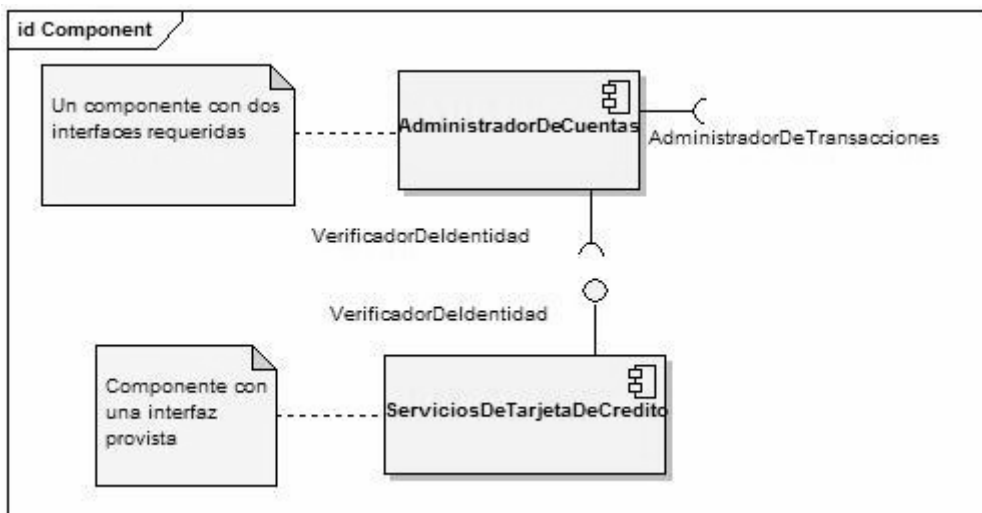 id Component
Un componente con dos
interfaces requeridas
AdministradorDeCuentas
AdministradorDeTransacciones
VerificadorDeIdentidad
VerificadorDeIdentidad
Componente con
una interfaz
provista
ServiciosDeTarjetaDeCredito